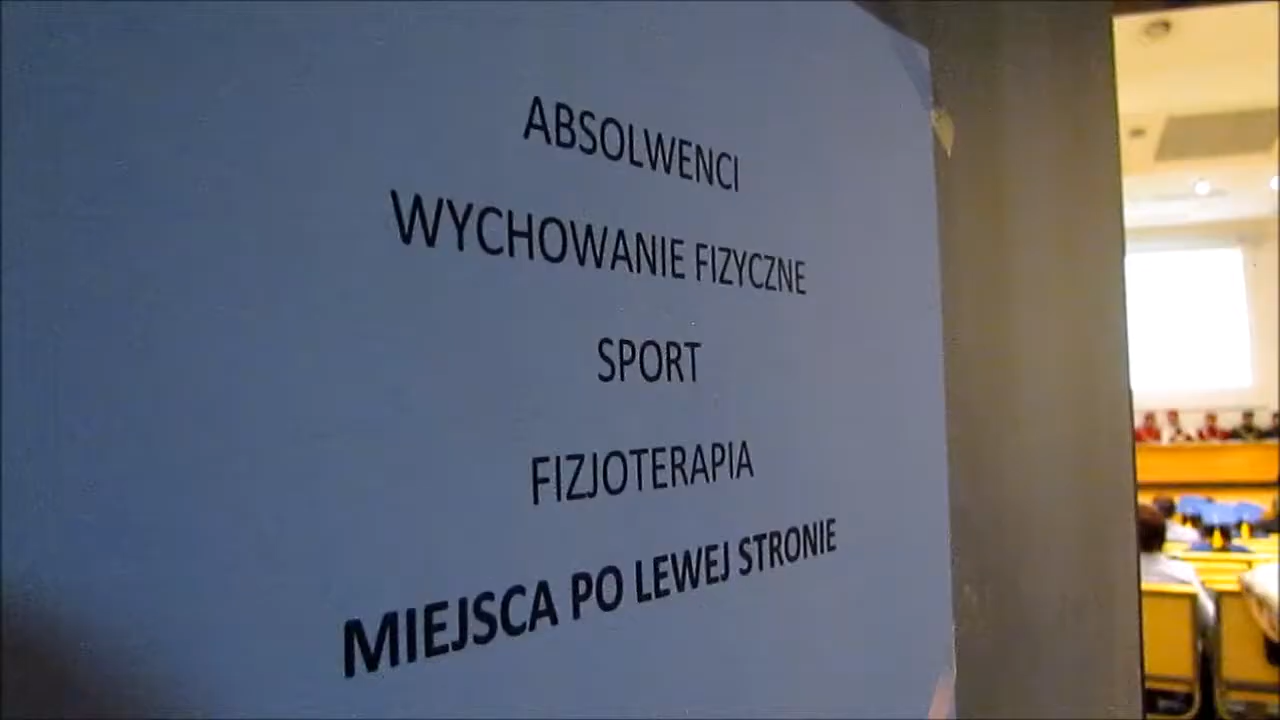 ABSOLWENCI
WYCHOWANIE FIZYCZNE
SPORT
FIZJOTERAPIA
MIEJSCA PO LEWEJ STRONIE